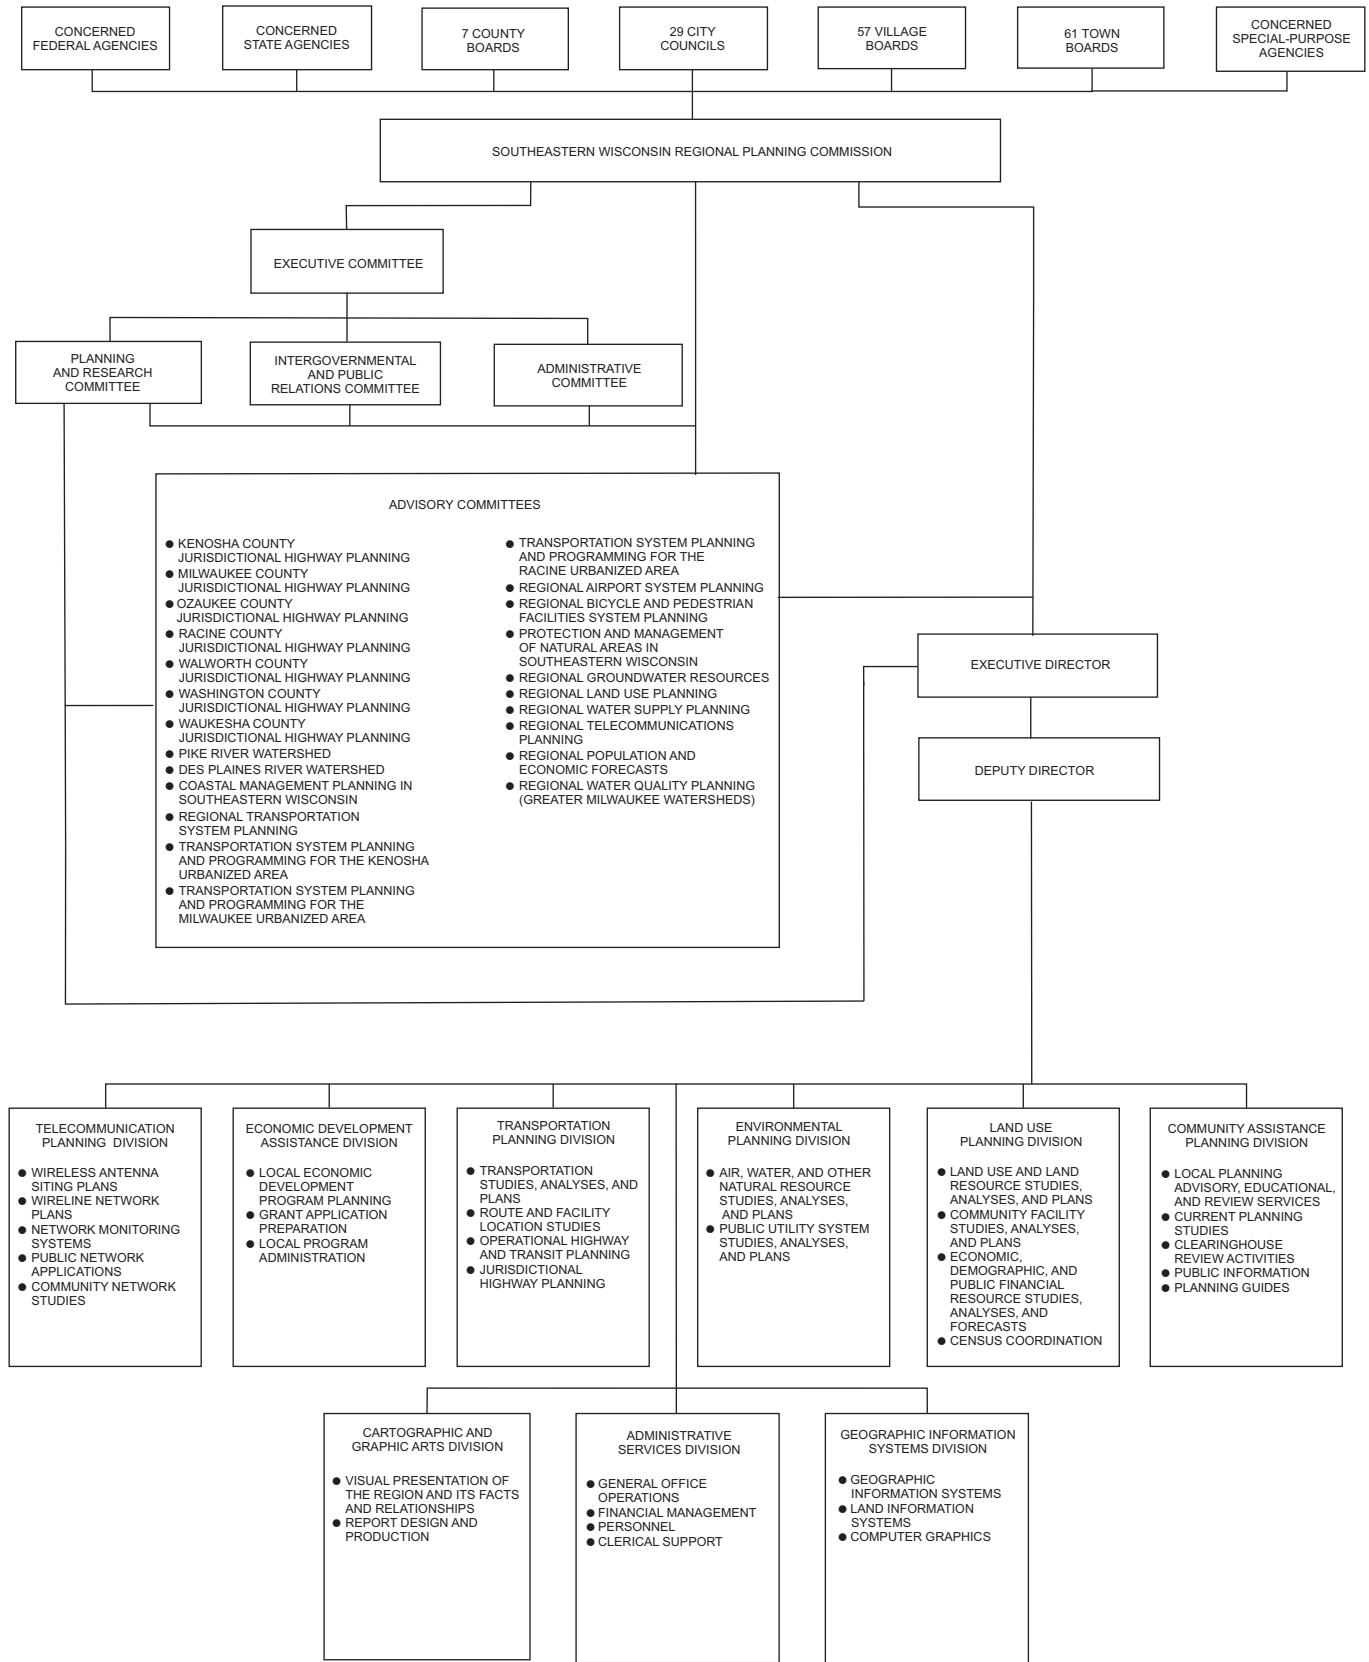 CONCERNED
FEDERAL AGENCIES
CONCERNED
STATE AGENCIES
7 COUNTY
BOARDS
29 CITY
COUNCILS
57 VILLAGE
BOARDS
61 TOWN
BOARDS
CONCERNED
SPECIAL-PURPOSE
AGENCIES
SOUTHEASTERN WISCONSIN REGIONAL PLANNING COMMISSION
EXECUTIVE COMMITTEE
PLANNING
AND RESEARCH
COMMITTEE
INTERGOVERNMENTAL
AND PUBLIC
RELATIONS COMMITTEE
ADMINISTRATIVE
COMMITTEE
ADVISORY COMMITTEES
● KENOSHA COUNTY
JURISDICTIONAL HIGHWAY PLANNING
● MILWAUKEE COUNTY
JURISDICTIONAL HIGHWAY PLANNING
● OZAUKEE COUNTY
JURISDICTIONAL HIGHWAY PLANNING
● RACINE COUNTY
JURISDICTIONAL HIGHWAY PLANNING
● WALWORTH COUNTY
JURISDICTIONAL HIGHWAY PLANNING
● WASHINGTON COUNTY
JURISDICTIONAL HIGHWAY PLANNING
● WAUKESHA COUNTY
JURISDICTIONAL HIGHWAY PLANNING
● PIKE RIVER WATERSHED
● DES PLAINES RIVER WATERSHED
● COASTAL MANAGEMENT PLANNING IN
SOUTHEASTERN WISCONSIN
● REGIONAL TRANSPORTATION
SYSTEM PLANNING
● TRANSPORTATION SYSTEM PLANNING
AND PROGRAMMING FOR THE KENOSHA
URBANIZED AREA
● TRANSPORTATION SYSTEM PLANNING
AND PROGRAMMING FOR THE
MILWAUKEE URBANIZED AREA
● TRANSPORTATION SYSTEM PLANNING
AND PROGRAMMING FOR THE
RACINE URBANIZED AREA
● REGIONAL AIRPORT SYSTEM PLANNING
● REGIONAL BICYCLE AND PEDESTRIAN
FACILITIES SYSTEM PLANNING
● PROTECTION AND MANAGEMENT
OF NATURAL AREAS IN
SOUTHEASTERN WISCONSIN
● REGIONAL GROUNDWATER RESOURCES
● REGIONAL LAND USE PLANNING
● REGIONAL WATER SUPPLY PLANNING
● REGIONAL TELECOMMUNICATIONS
PLANNING
● REGIONAL POPULATION AND
ECONOMIC FORECASTS
● REGIONAL WATER QUALITY PLANNING
(GREATER MILWAUKEE WATERSHEDS)
EXECUTIVE DIRECTOR
DEPUTY DIRECTOR
TELECOMMUNICATION
PLANNING DIVISION
● WIRELESS ANTENNA
SITING PLANS
● WIRELINE NETWORK
PLANS
● NETWORK MONITORING
SYSTEMS
● PUBLIC NETWORK
APPLICATIONS
● COMMUNITY NETWORK
STUDIES
ECONOMIC DEVELOPMENT
ASSISTANCE DIVISION
● LOCAL ECONOMIC
DEVELOPMENT
PROGRAM PLANNING
● GRANT APPLICATION
PREPARATION
● LOCAL PROGRAM
ADMINISTRATION
TRANSPORTATION
PLANNING DIVISION
● TRANSPORTATION
STUDIES, ANALYSES, AND
PLANS
● ROUTE AND FACILITY
LOCATION STUDIES
● OPERATIONAL HIGHWAY
AND TRANSIT PLANNING
● JURISDICTIONAL
HIGHWAY PLANNING
ENVIRONMENTAL
PLANNING DIVISION
● AIR, WATER, AND OTHER
NATURAL RESOURCE
STUDIES, ANALYSES,
AND PLANS
● PUBLIC UTILITY SYSTEM
STUDIES, ANALYSES,
AND PLANS
LAND USE
PLANNING DIVISION
● LAND USE AND LAND
RESOURCE STUDIES,
ANALYSES, AND PLANS
● COMMUNITY FACILITY
STUDIES, ANALYSES,
AND PLANS
● ECONOMIC,
DEMOGRAPHIC, AND
PUBLIC FINANCIAL
RESOURCE STUDIES,
ANALYSES, AND
FORECASTS
● CENSUS COORDINATION
COMMUNITY ASSISTANCE
PLANNING DIVISION
● LOCAL PLANNING
ADVISORY, EDUCATIONAL,
AND REVIEW SERVICES
● CURRENT PLANNING
STUDIES
● CLEARINGHOUSE
REVIEW ACTIVITIES
● PUBLIC INFORMATION
● PLANNING GUIDES
CARTOGRAPHIC AND
GRAPHIC ARTS DIVISION
● VISUAL PRESENTATION OF
THE REGION AND ITS FACTS
AND RELATIONSHIPS
● REPORT DESIGN AND
PRODUCTION
ADMINISTRATIVE
SERVICES DIVISION
● GENERAL OFFICE
OPERATIONS
● FINANCIAL MANAGEMENT
● PERSONNEL
● CLERICAL SUPPORT
GEOGRAPHIC INFORMATION
SYSTEMS DIVISION
● GEOGRAPHIC
INFORMATION SYSTEMS
● LAND INFORMATION
SYSTEMS
● COMPUTER GRAPHICS